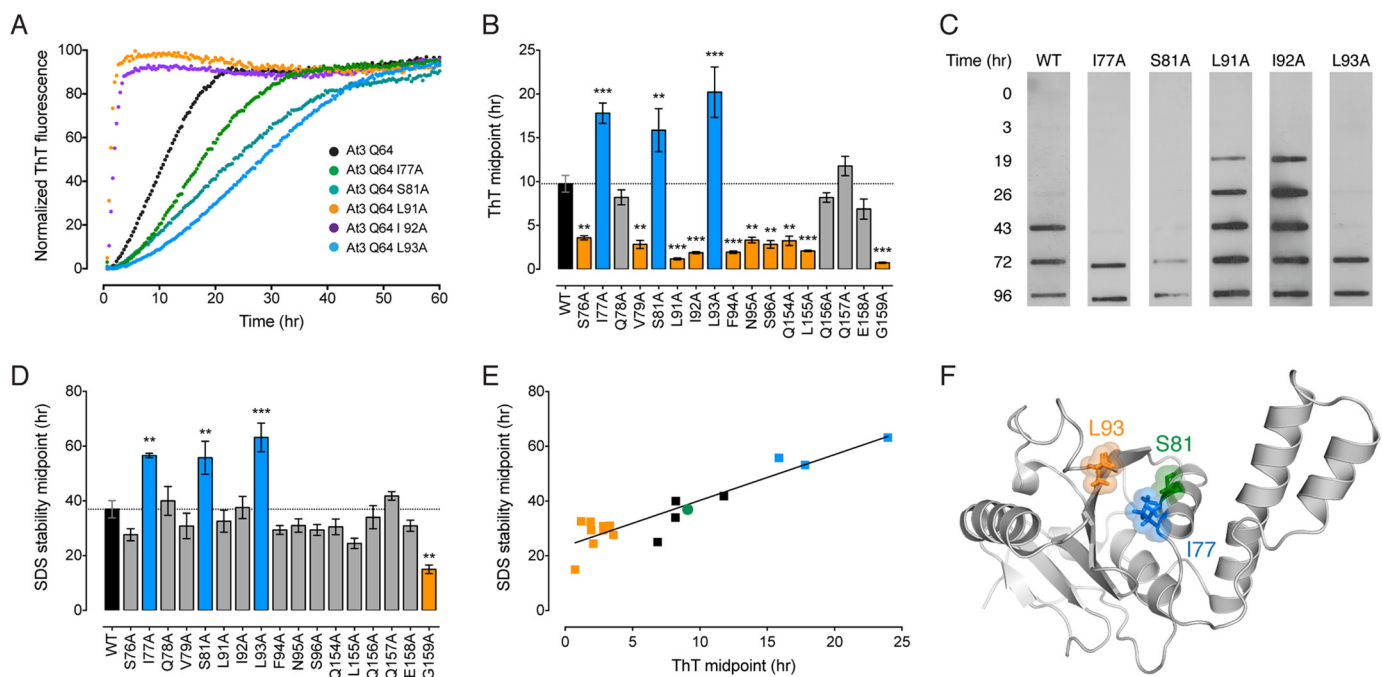 A
Normalized ThT fluorescence
100
80
60
40
20
0
0 10 20 30 40 50 60
Time (hr)
At3 Q64
At3 Q64 I77A
At3 Q64 S81A
At3 Q64 L91A
At3 Q64 I 92A
At3 Q64 L93A
B
ThT midpoint (hr)
25
20
15
10
5
0
** *** ** ** *** *** *** *** ** ** ** *** ***
WT S76A I77A Q78A V79A S81A L91A I92A L93A F94A N95A S96A Q154A L155A Q156A Q157A E158A G159A
C
Time (hr) WT I77A S81A L91A I92A L93A
0
3
19
26
43
72
96
D
SDS stability midpoint (hr)
80
60
40
20
0
** ** *** **
WT S76A I77A Q78A V79A S81A L91A I92A L93A F94A N95A S96A Q154A L155A Q156A Q157A E158A G159A
E
SDS stability midpoint (hr)
80
60
40
20
0
0 5 10 15 20 25
ThT midpoint (hr)
F
L93
S81
I77